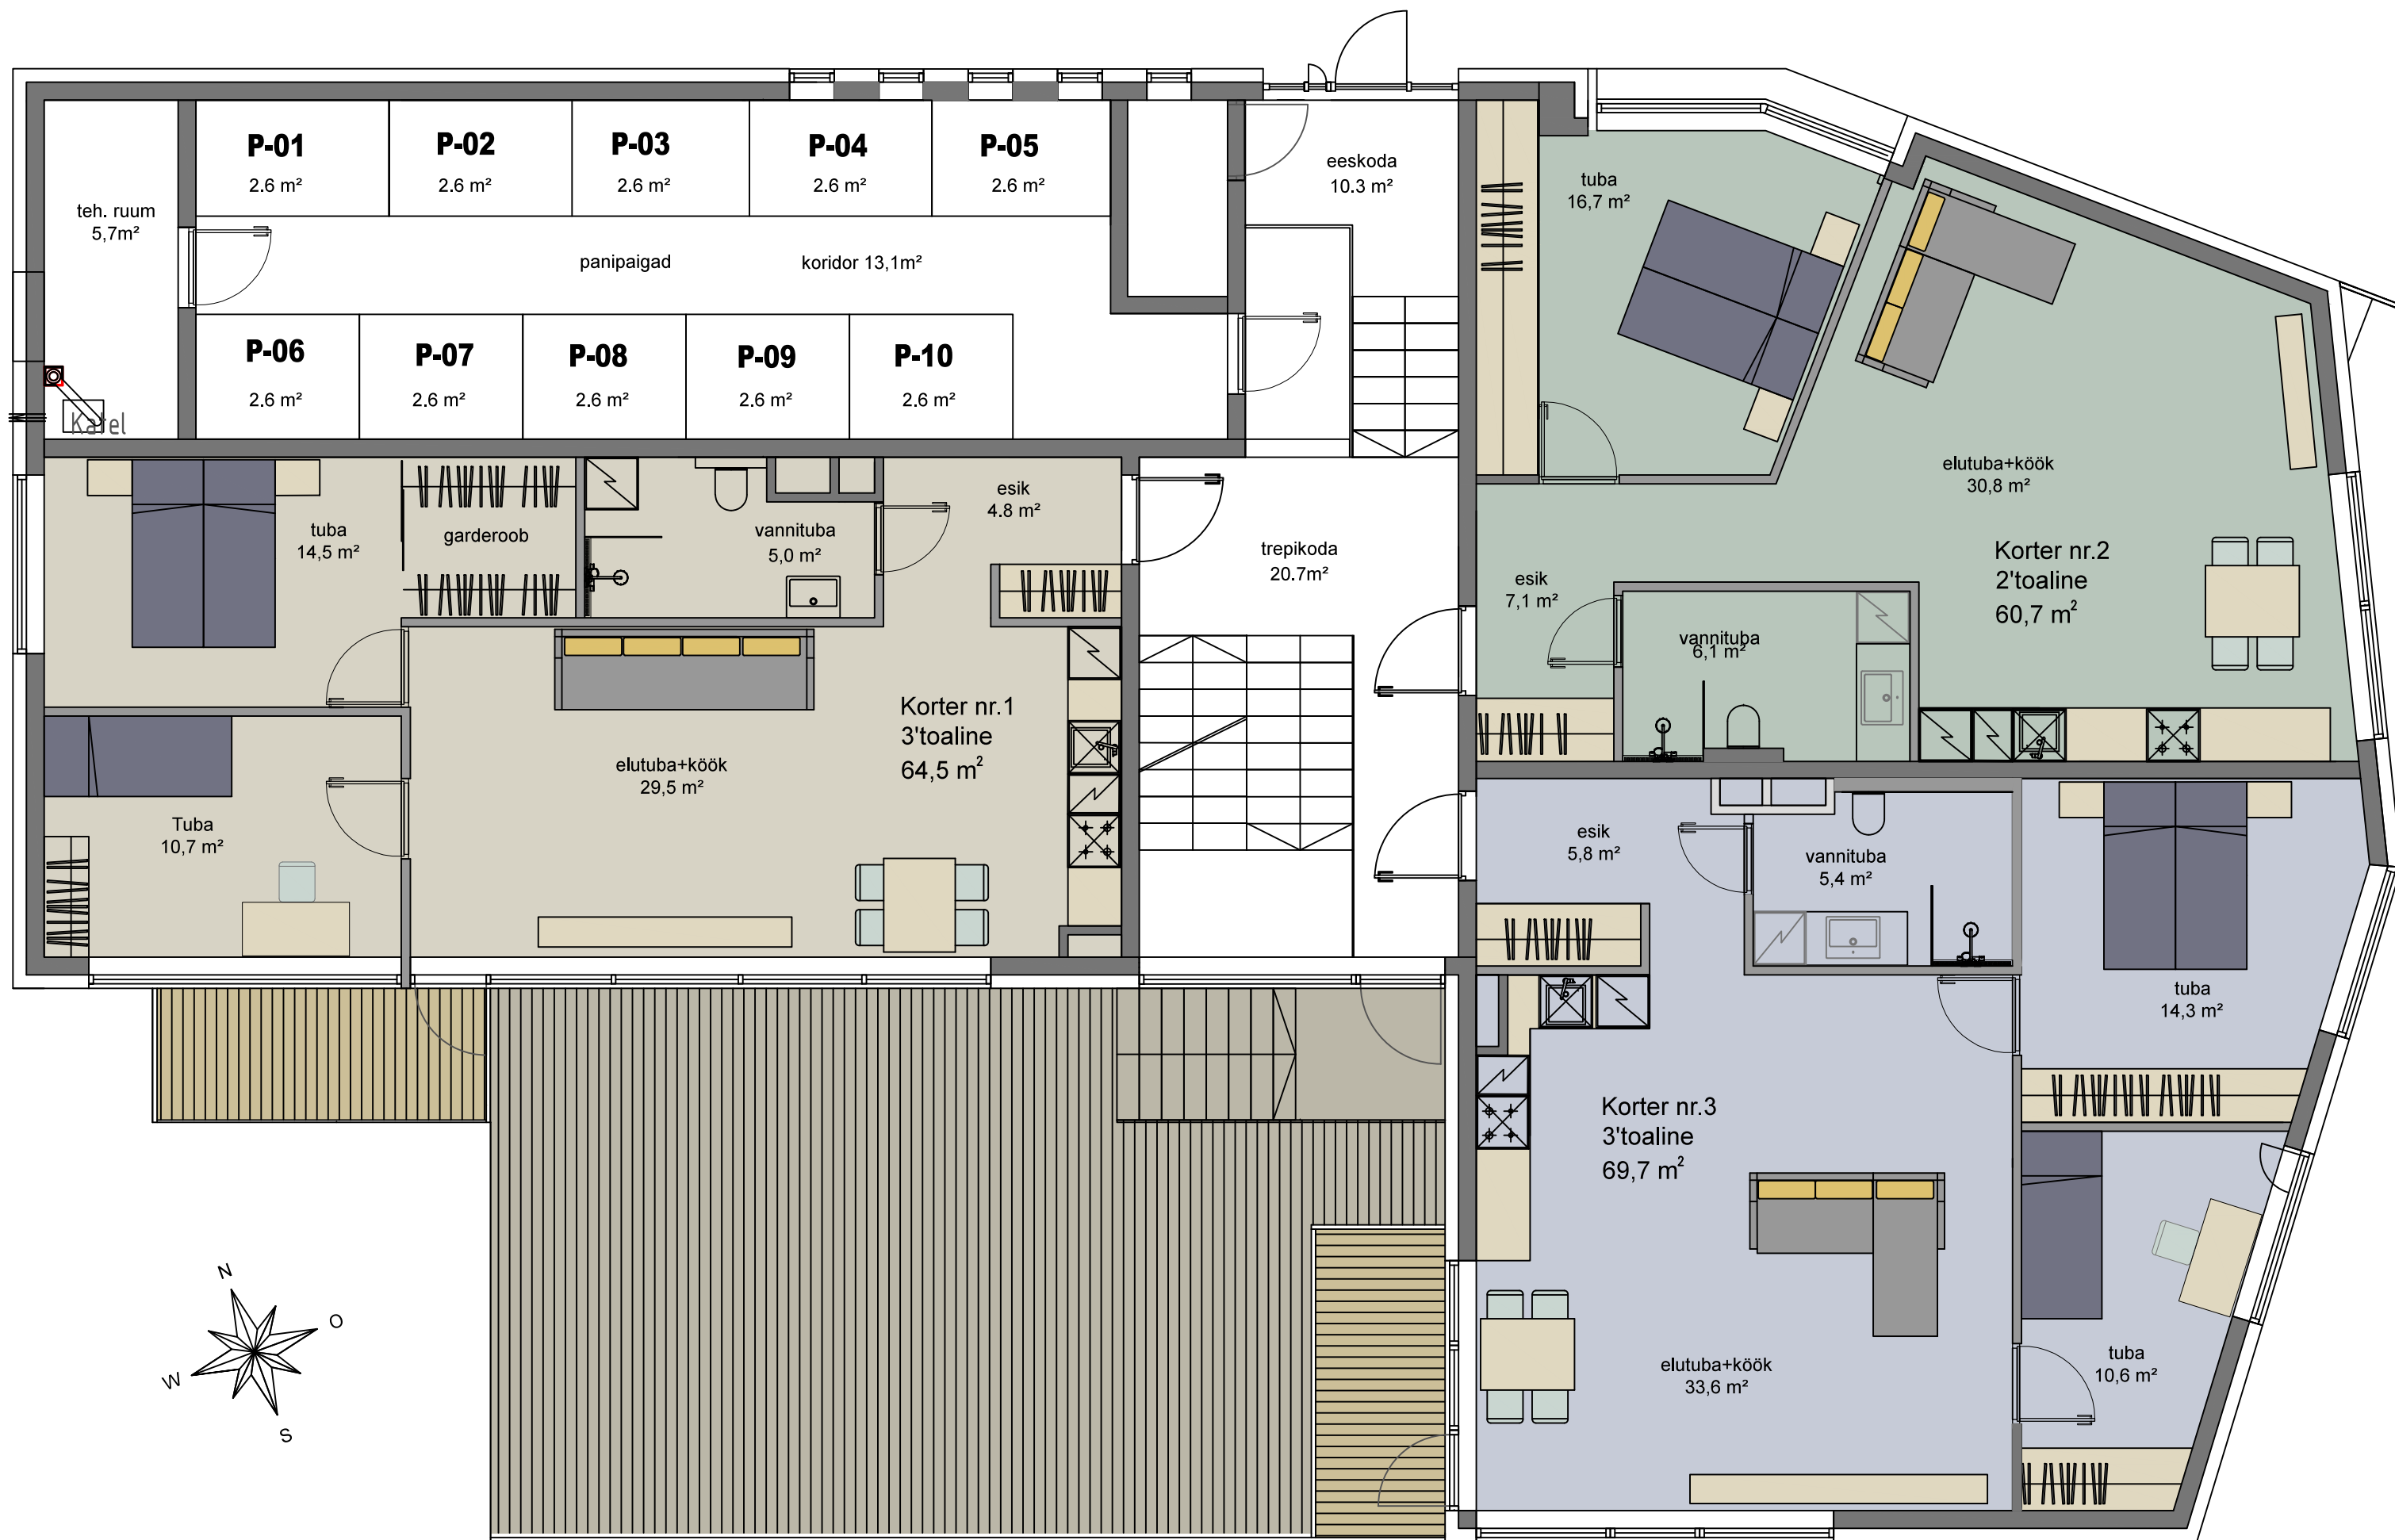 P-01
2.6 m²
P-02
2.6 m²
P-03
2.6 m²
P-04
2.6 m²
P-05
2.6 m²
teh. ruum
5,7m²
panipaigad
koridor 13,1m²
P-06
2.6 m²
P-07
2.6 m²
P-08
2.6 m²
P-09
2.6 m²
P-10
2.6 m²
Katel
eeskoda
10.3 m²
tuba
16,7 m²
elutuba+köök
30,8 m²
Korter nr.2
2'toaline
60,7 m²
esik
7,1 m²
vannituba
6,1 m²
tuba
14,5 m²
garderoob
vannituba
5,0 m²
esik
4.8 m²
trepikoda
20.7m²
Korter nr.1
3'toaline
64,5 m²
elutuba+köök
29,5 m²
Tuba
10,7 m²
esik
5,8 m²
vannituba
5,4 m²
tuba
14,3 m²
Korter nr.3
3'toaline
69,7 m²
elutuba+köök
33,6 m²
tuba
10,6 m²
N
O
W
S